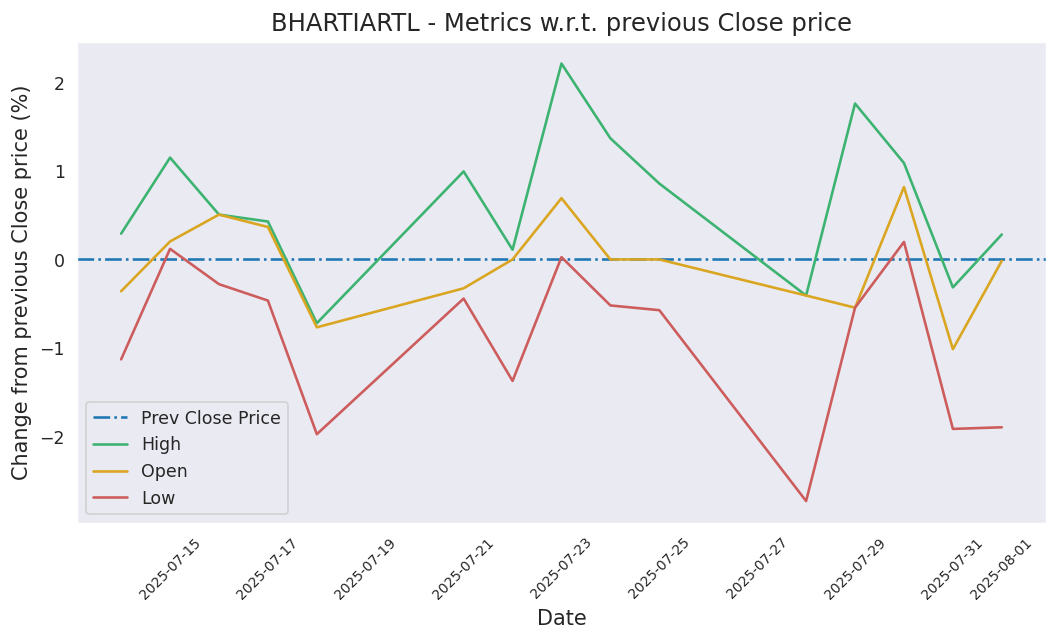 BHARTIARTL - Metrics w.r.t. previous Close price
Change from previous Close price (%)
2
1
0
−1
−2
Prev Close Price
High
Open
Low
2025-07-15
2025-07-17
2025-07-19
2025-07-21
2025-07-23
2025-07-25
2025-07-27
2025-07-29
2025-07-31
2025-08-01
Date